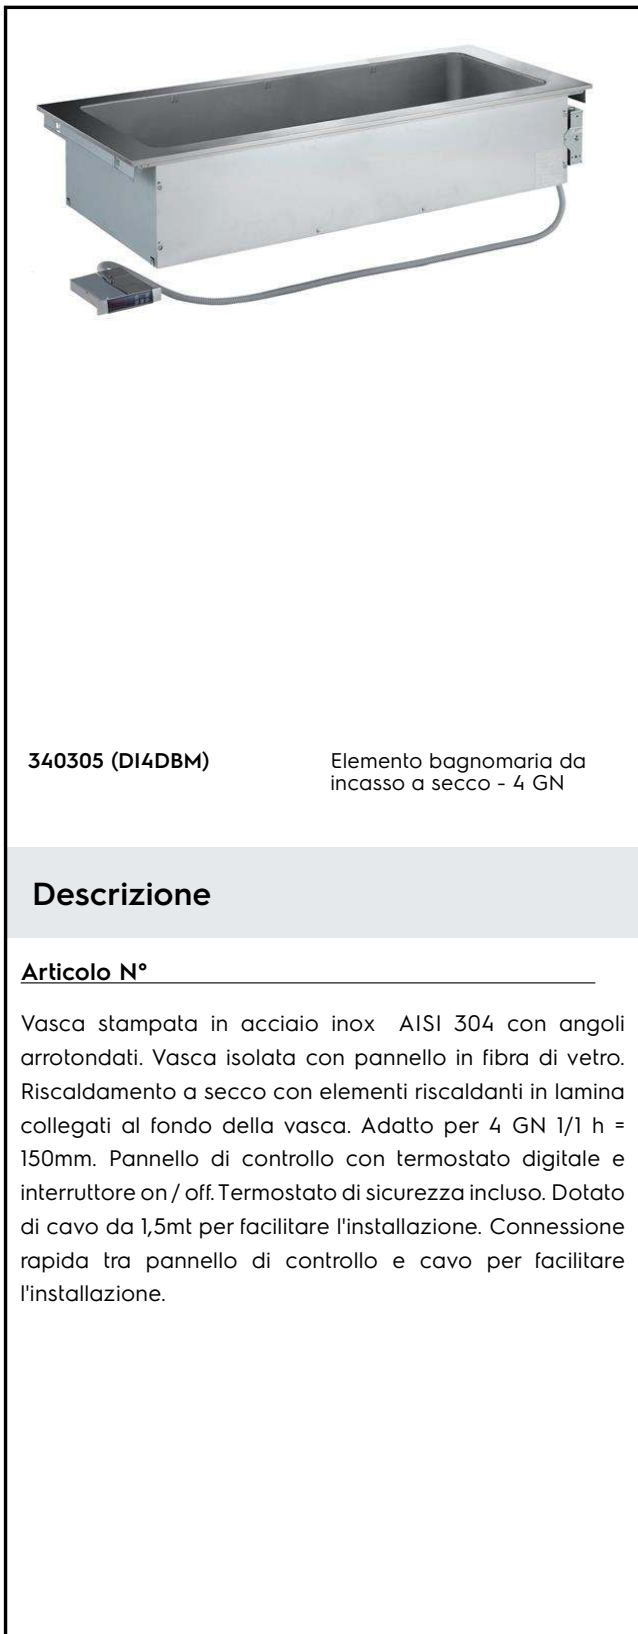 340305 (DI4DBM)
Elemento bagnomaria da
incasso a secco - 4 GN
Descrizione
Articolo N°
Vasca stampata in acciaio inox AISI 304 con angoli
arrotondati. Vasca isolata con pannello in fibra di vetro.
Riscaldamento a secco con elementi riscaldanti in lamina
collegati al fondo della vasca. Adatto per 4 GN 1/1 h =
150mm. Pannello di controllo con termostato digitale e
interruttore on / off. Termostato di sicurezza incluso. Dotato
di cavo da 1,5mt per facilitare l'installazione. Connessione
rapida tra pannello di controllo e cavo per facilitare
l'installazione.